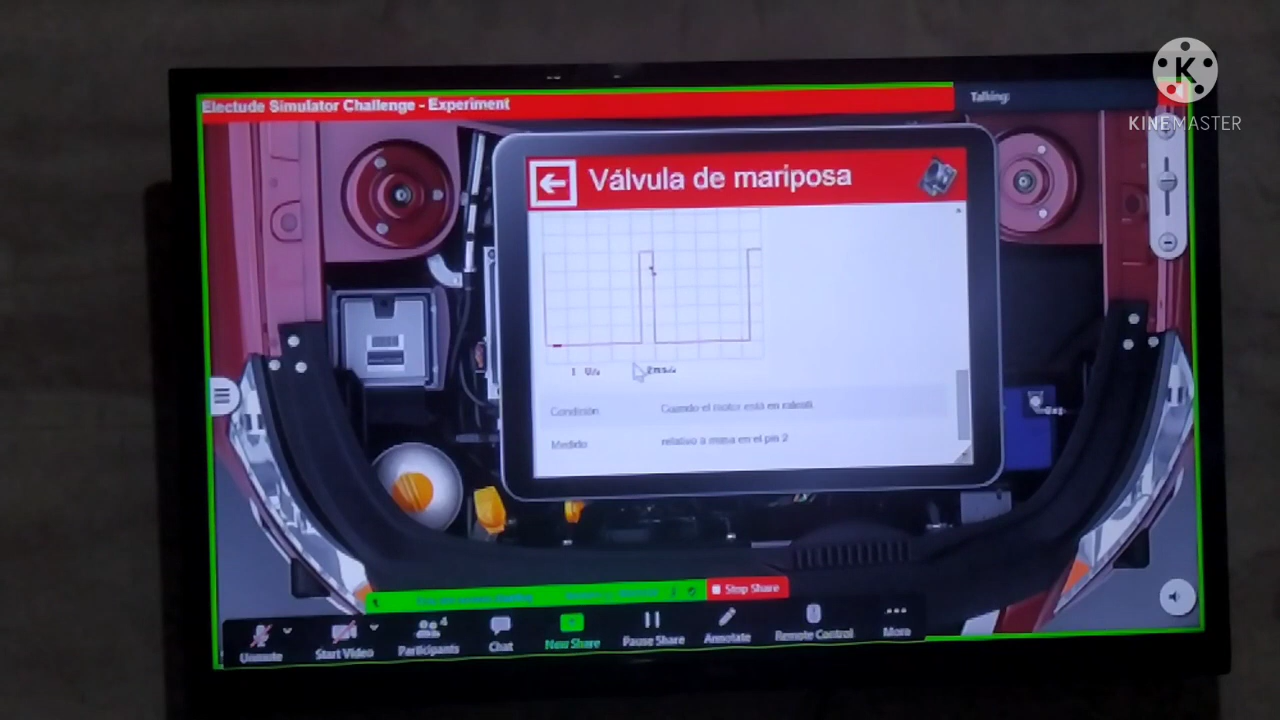 K
KINEMASTER
Electude Simulator Challenge - Experiment
Talking:
Válvula de mariposa
Condición
Cuando el motor está en ralentí
Medido
relativo a masa en el pin 2
Stop Share
Unmute
Start Video
4
Participants
Chat
New Share
Pause Share
Annotate
Remote Control
More